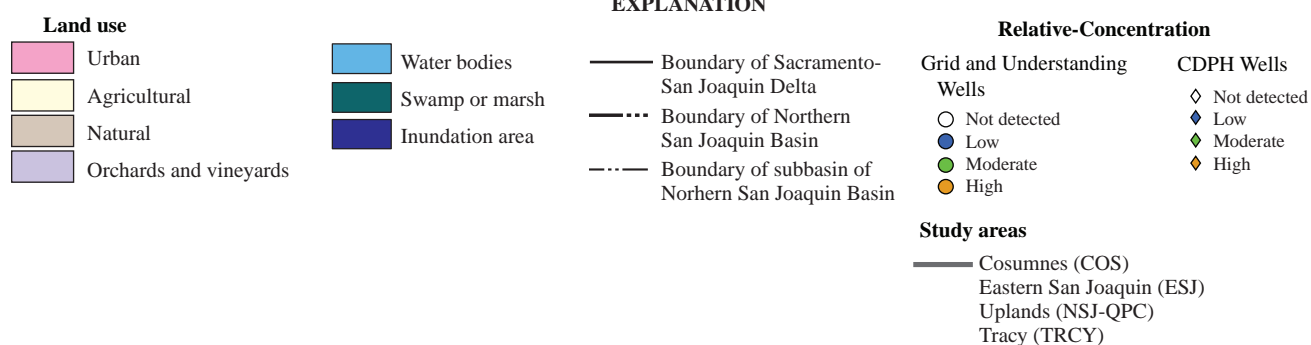 EXPLANATION
Land use
Urban
Agricultural
Natural
Orchards and vineyards
Water bodies
Swamp or marsh
Inundation area
Boundary of Sacramento-
San Joaquin Delta
Boundary of Northern
San Joaquin Basin
Boundary of subbasin of
Norhern San Joaquin Basin
Relative-Concentration
Grid and Understanding
Wells
Not detected
Low
Moderate
High
CDPH Wells
Not detected
Low
Moderate
High
Study areas
Cosumnes (COS)
Eastern San Joaquin (ESJ)
Uplands (NSJ-QPC)
Tracy (TRCY)